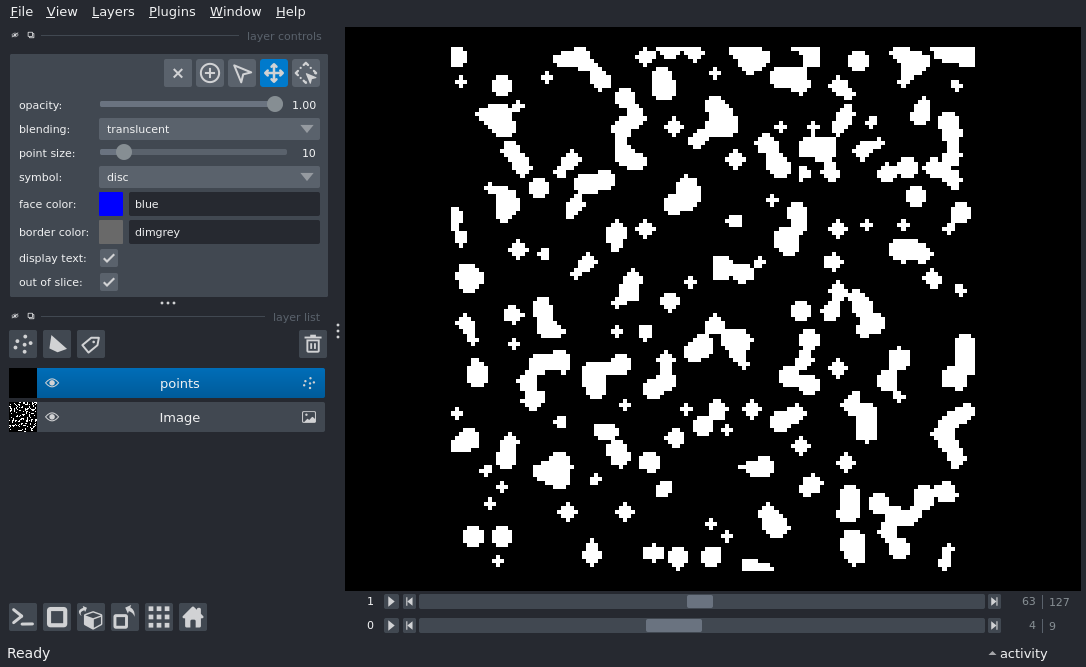 File View Layers Plugins Window Help
layer controls
opacity: 1.00
blending: translucent
point size: 10
symbol: disc
face color: blue
border color: dimgrey
display text:
out of slice:
layer list
points
Image
1 63 127
0 4 9
Ready activity